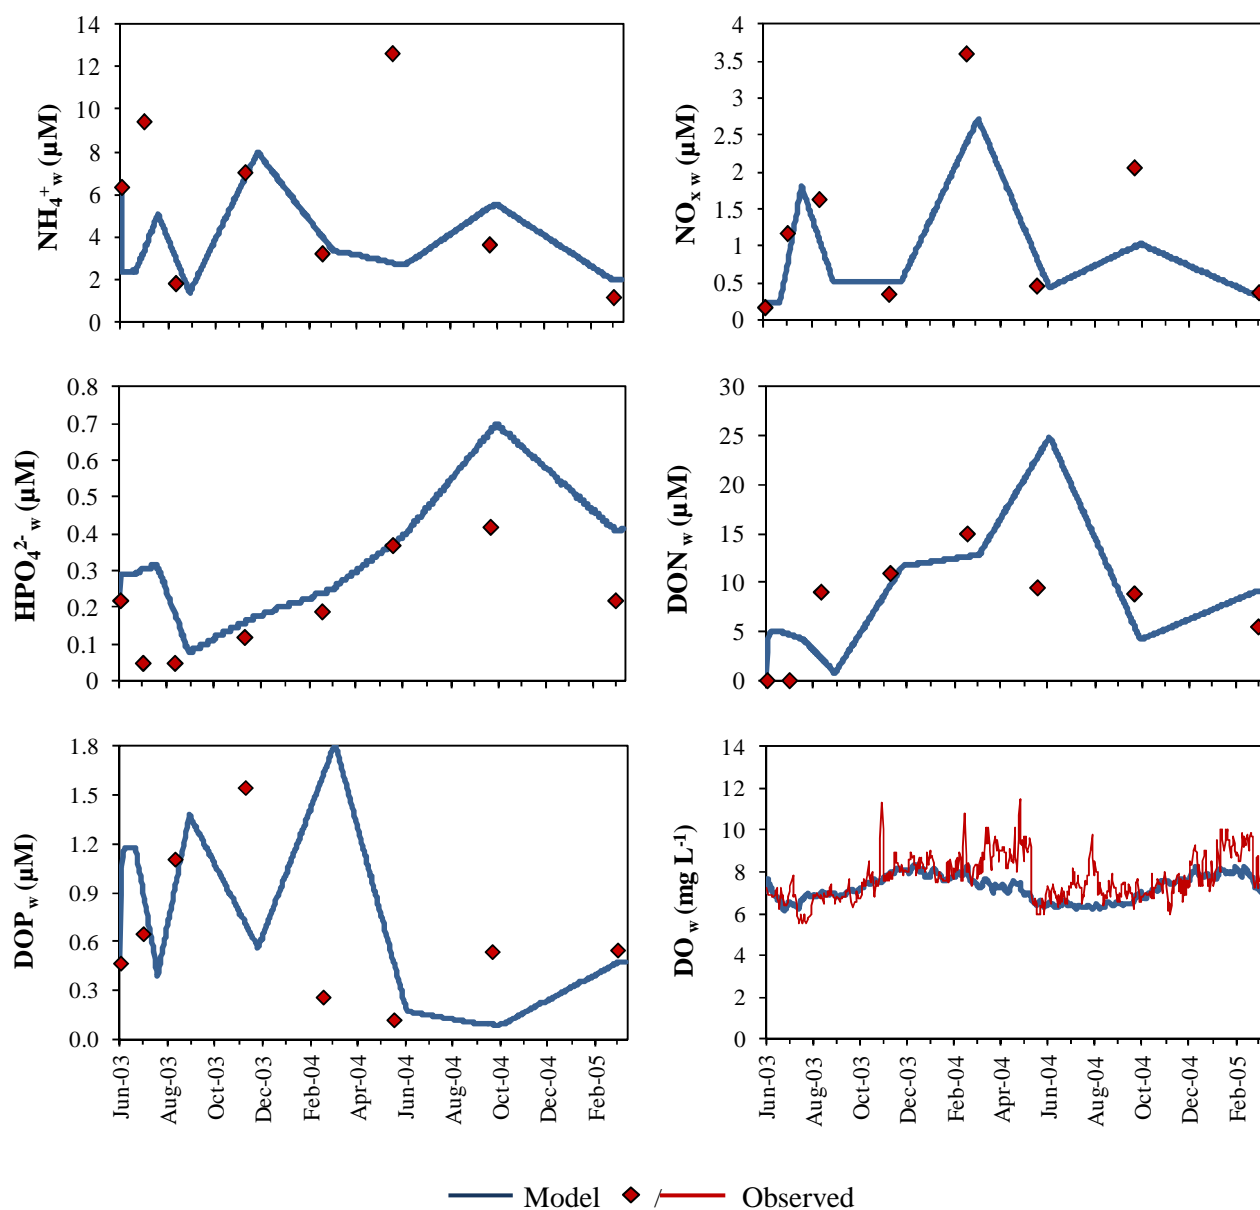 NH₄⁺w (μM)
14
12
10
8
6
4
2
0
NOx w (μM)
4
3.5
3
2.5
2
1.5
1
0.5
0
HPO₄²⁻w (μM)
0.8
0.7
0.6
0.5
0.4
0.3
0.2
0.1
0
DON w (μM)
30
25
20
15
10
5
0
DOPw (μM)
1.8
1.5
1.2
0.9
0.6
0.3
0.0
Jun-03
Aug-03
Oct-03
Dec-03
Feb-04
Apr-04
Jun-04
Aug-04
Oct-04
Dec-04
Feb-05
DO w (mg L⁻¹)
14
12
10
8
6
4
2
0
Jun-03
Aug-03
Oct-03
Dec-03
Feb-04
Apr-04
Jun-04
Aug-04
Oct-04
Dec-04
Feb-05
Model / Observed